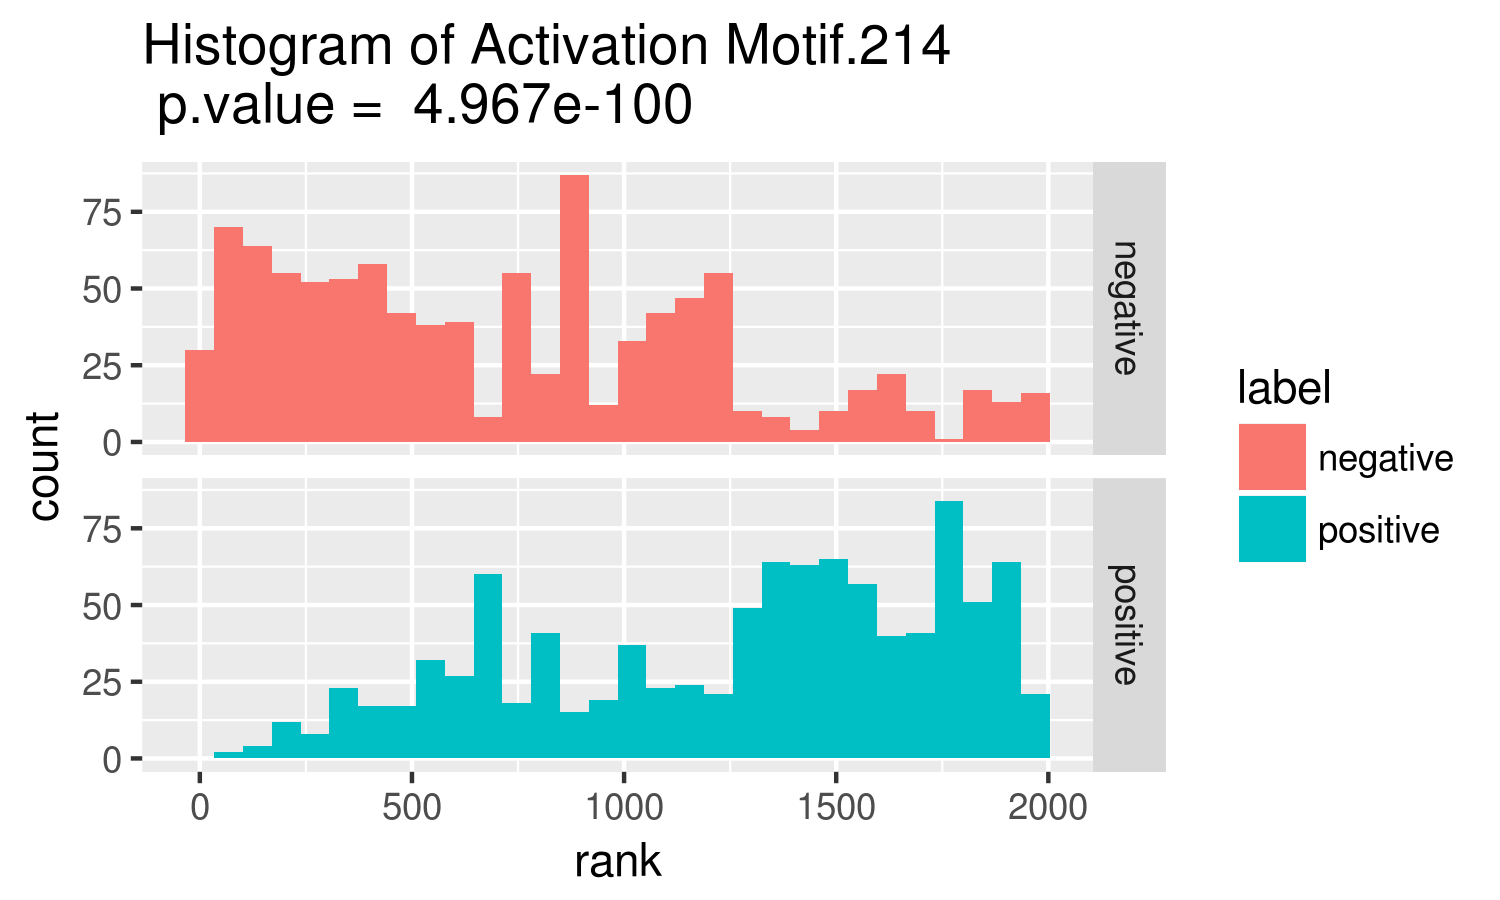 Histogram of Activation Motif.214
p.value = 4.967e-100
75
50
25
0
negative
count
75
50
25
0
positive
0 500 1000 1500 2000
rank
label
negative
positive